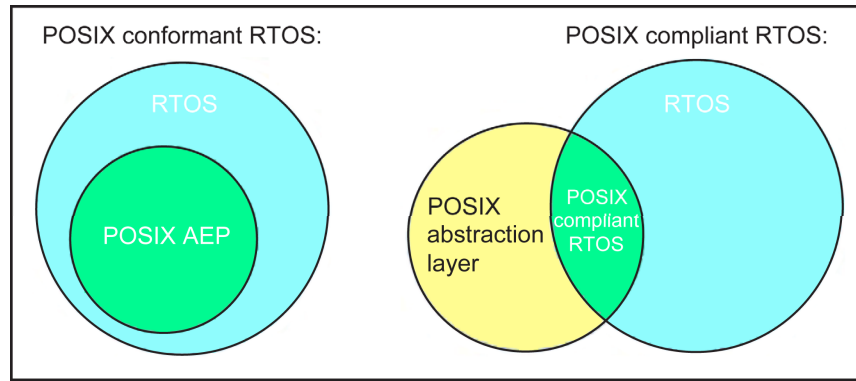 POSIX conformant RTOS:
RTOS
POSIX AEP
POSIX compliant RTOS:
RTOS
POSIX
abstraction
layer
POSIX
compliant
RTOS